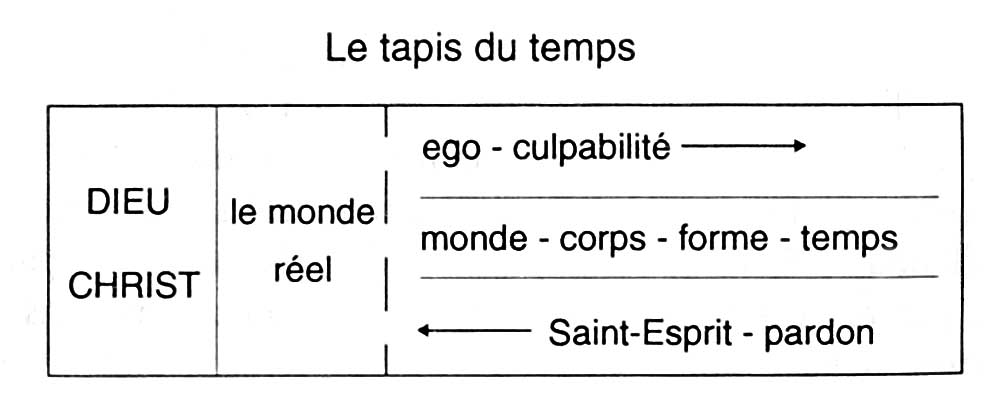 Le tapis du temps
DIEU
CHRIST
le monde
réel
ego - culpabilité
monde - corps - forme - temps
Saint-Esprit - pardon